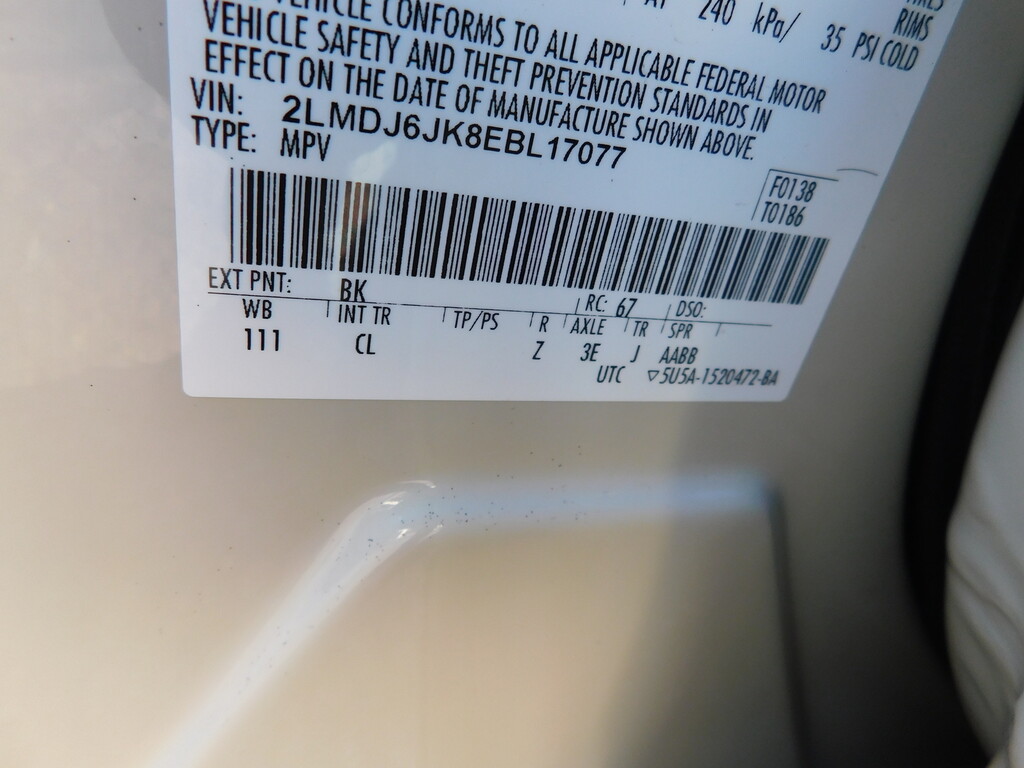 RIMS
AT 240 kPa/ 35 PSI COLD
VEHICLE CONFORMS TO ALL APPLICABLE FEDERAL MOTOR
VEHICLE SAFETY AND THEFT PREVENTION STANDARDS IN
EFFECT ON THE DATE OF MANUFACTURE SHOWN ABOVE.
VIN: 2LMDJ6JK8EBL17077
TYPE: MPV
F0138
T0186
EXT PNT: BK RC: 67 DSO:
WB INT TR TP/PS R AXLE TR SPR
111 CL Z 3E J AABB
UTC ▽5U5A-1520472-BA